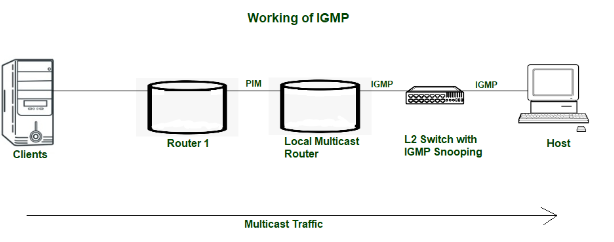 Working of IGMP
PIM
IGMP
IGMP
Clients
Router 1
Local Multicast
Router
L2 Switch with
IGMP Snooping
Host
Multicast Traffic